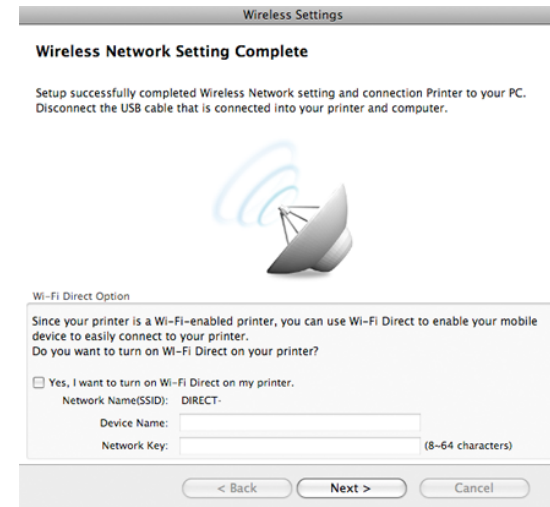 Wireless Settings
Wireless Network Setting Complete
Setup successfully completed Wireless Network setting and connection Printer to your PC.
Disconnect the USB cable that is connected into your printer and computer.
Wi-Fi Direct Option
Since your printer is a Wi-Fi-enabled printer, you can use Wi-Fi Direct to enable your mobile
device to easily connect to your printer.
Do you want to turn on Wi-Fi Direct on your printer?
Yes, I want to turn on Wi-Fi Direct on my printer.
Network Name(SSID): DIRECT-
Device Name:
Network Key: (8~64 characters)
< Back Next > Cancel